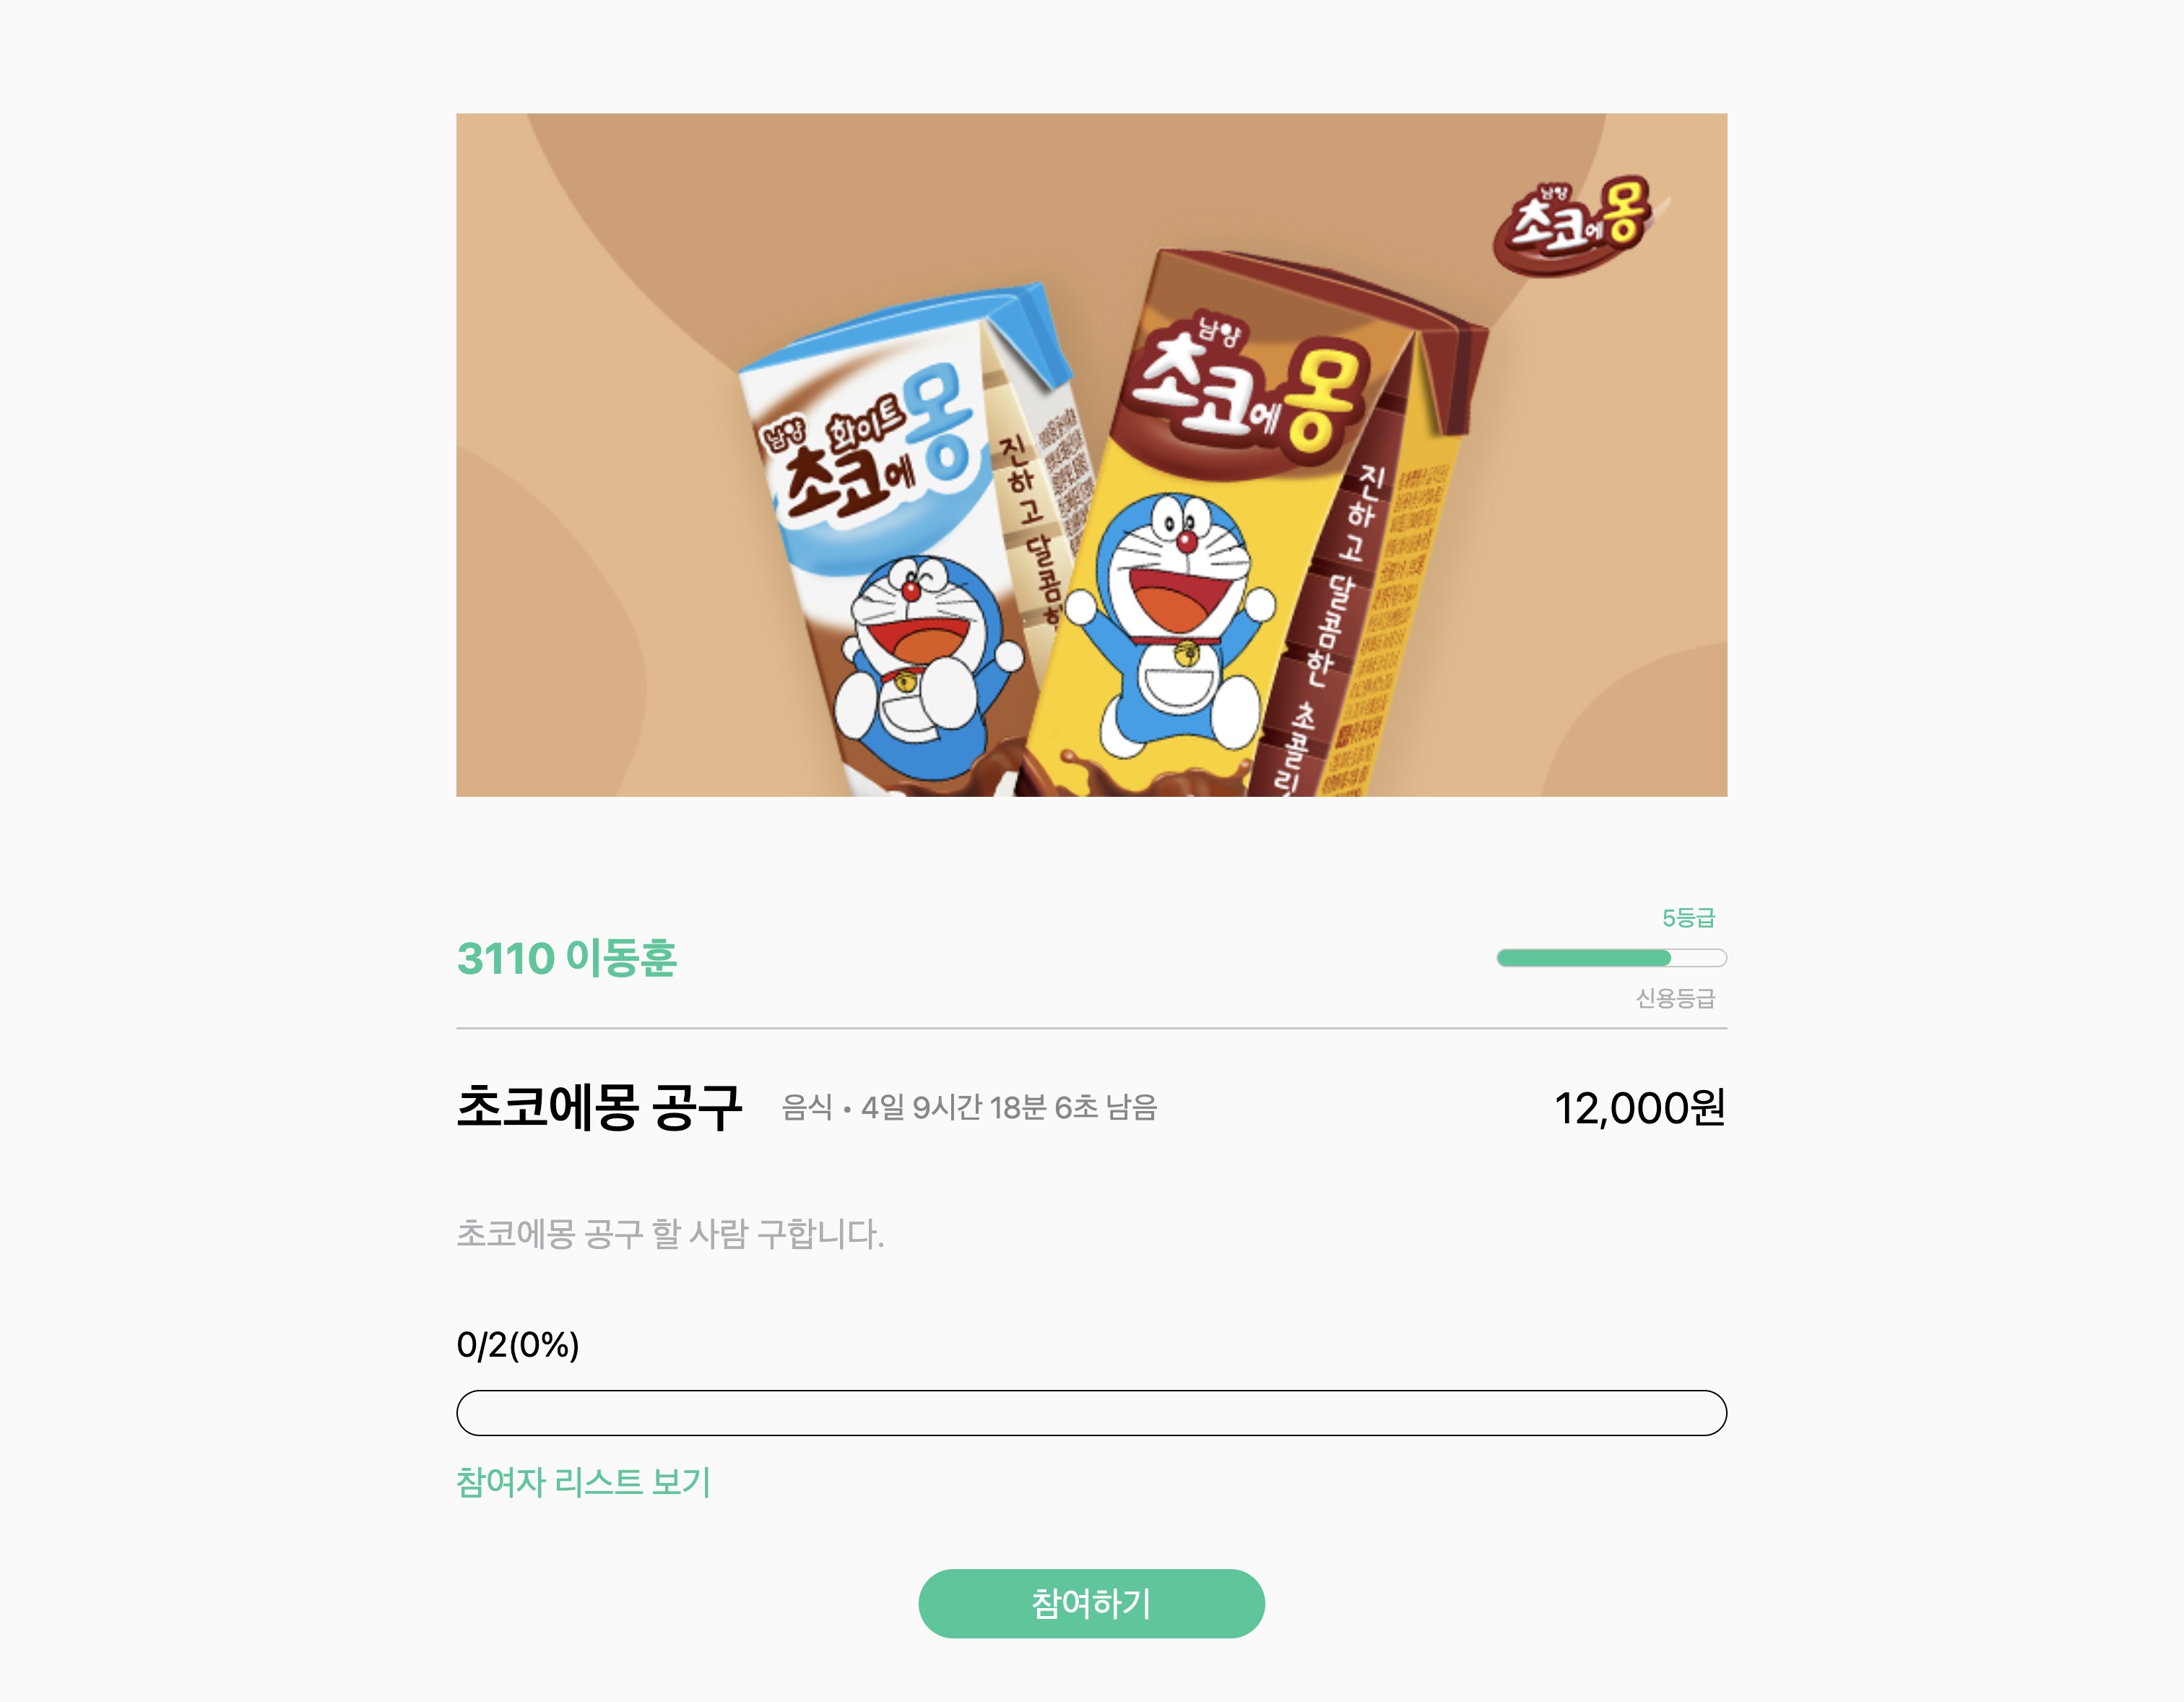 남양
초코에몽
남양 화이트
초코에몽
진하고 달콤한
남양
초코에몽
진하고 달콤한 초콜릿
3110 이동훈
5등급
신용등급
초코에몽 공구
음식 • 4일 9시간 18분 6초 남음
12,000원
초코에몽 공구 할 사람 구합니다.
0/2(0%)
참여자 리스트 보기
참여하기